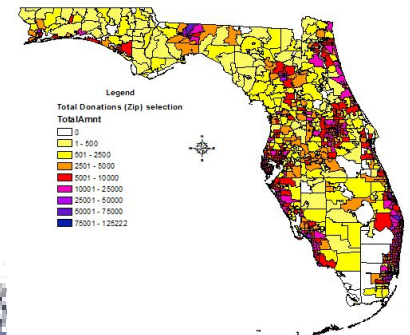 Legend
Total Donations (Zip) selection
TotalAmnt
0
1 - 500
501 - 2500
2501 - 5000
5001 - 10000
10001 - 25000
25001 - 50000
50001 - 75000
75001 - 125222